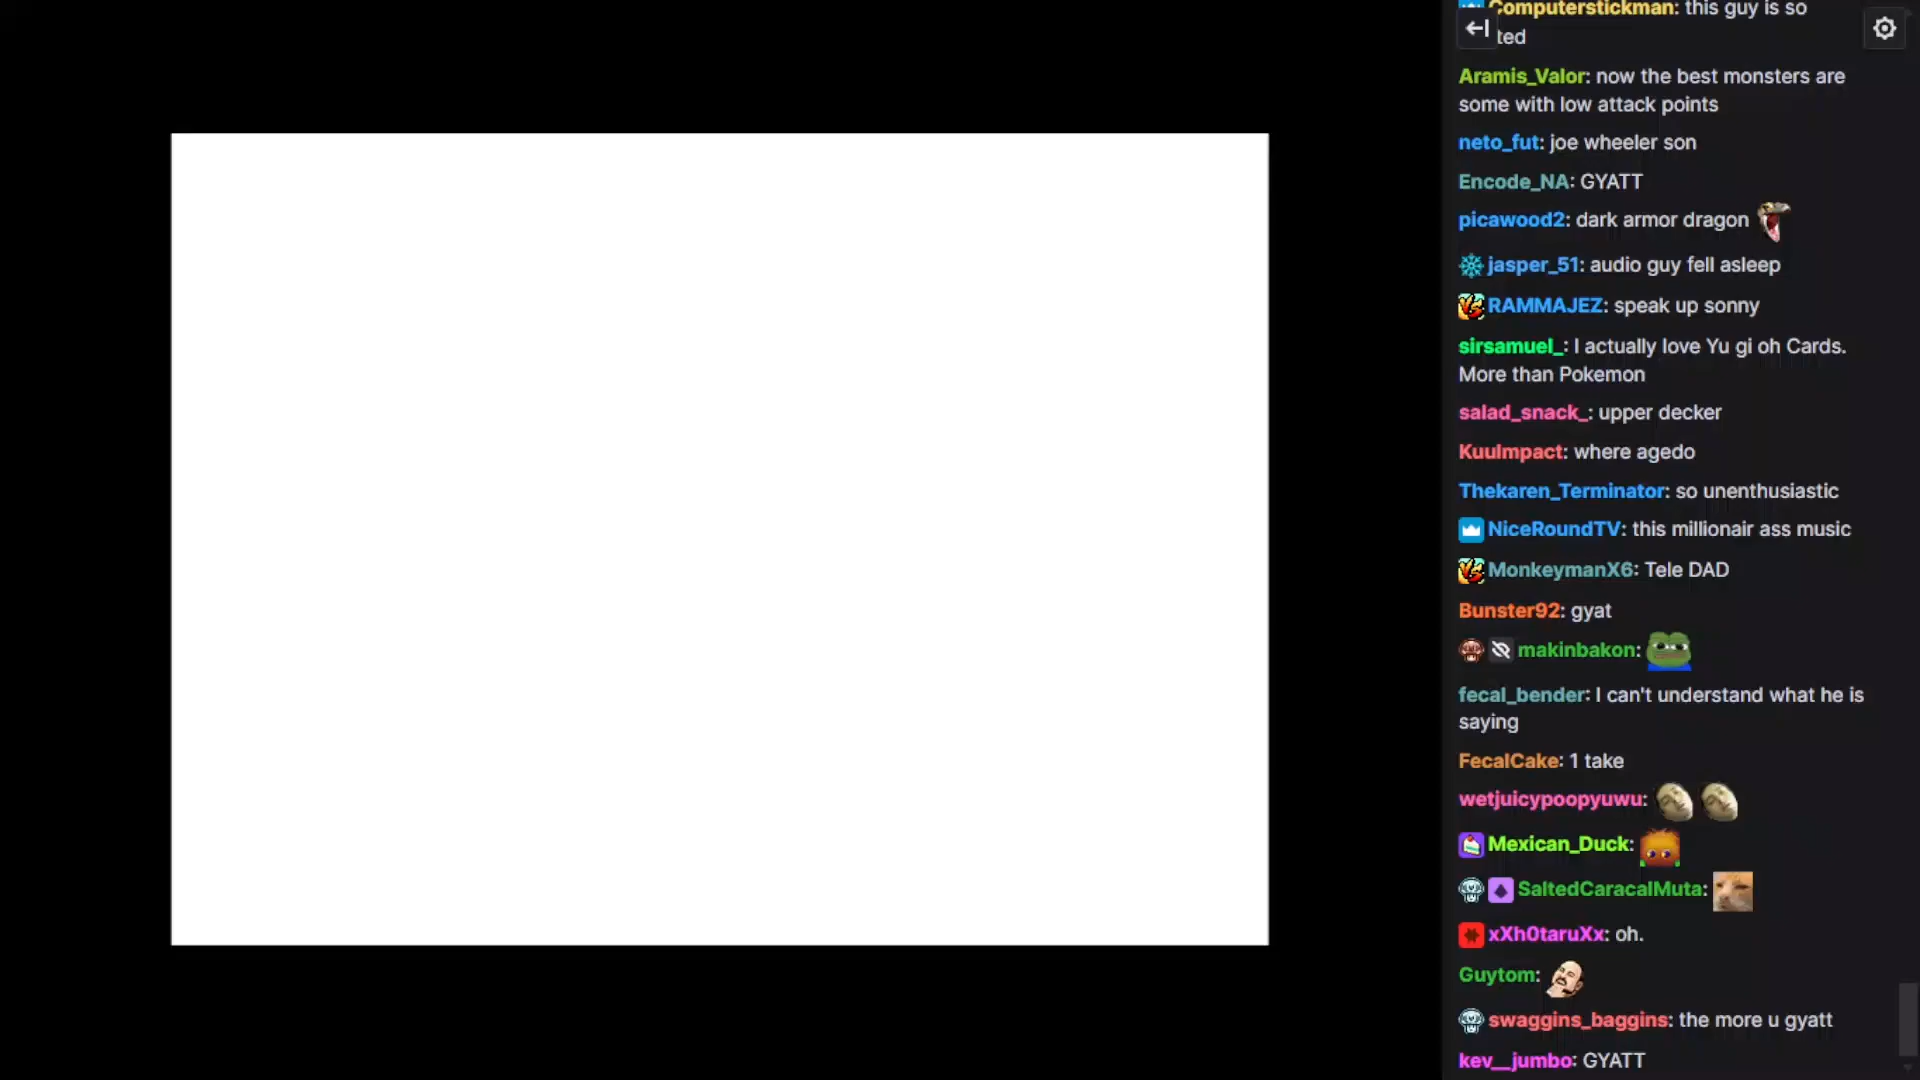 Computerstickman: this guy is so
ted
Aramis_Valor: now the best monsters are
some with low attack points
neto_fut: joe wheeler son
Encode_NA: GYATT
picawood2: dark armor dragon
jasper_51: audio guy fell asleep
RAMMAJEZ: speak up sonny
sirsamuel_: I actually love Yu gi oh Cards.
More than Pokemon
salad_snack_: upper decker
KuuImpact: where agedo
Thekaren_Terminator: so unenthusiastic
NiceRoundTV: this millionair ass music
MonkeymanX6: Tele DAD
Bunster92: gyat
makinbakon:
fecal_bender: I can't understand what he is
saying
FecalCake: 1 take
wetjuicypoopyuwu:
Mexican_Duck:
SaltedCaracalMuta:
xXh0taruXx: oh.
Guytom:
swaggins_baggins: the more u gyatt
kev__jumbo: GYATT